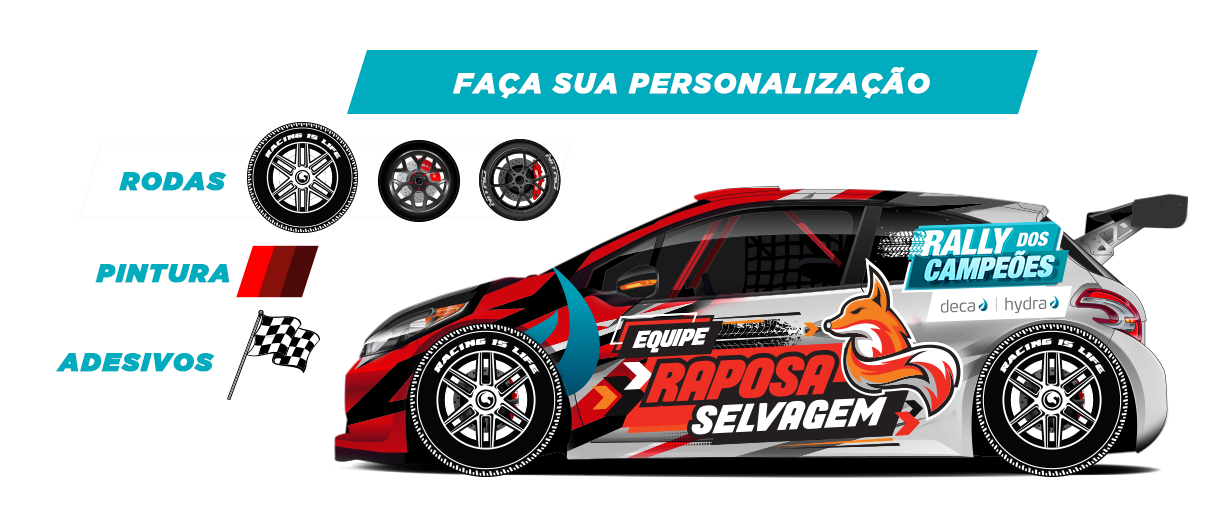 FAÇA SUA PERSONALIZAÇÃO
RODAS
RACING IS LIFE
PINTURA
ADESIVOS
RALLY DOS
CAMPEÕES
deca | hydra
EQUIPE
RAPOSA
SELVAGEM
RACING IS LIFE
RACING IS LIFE